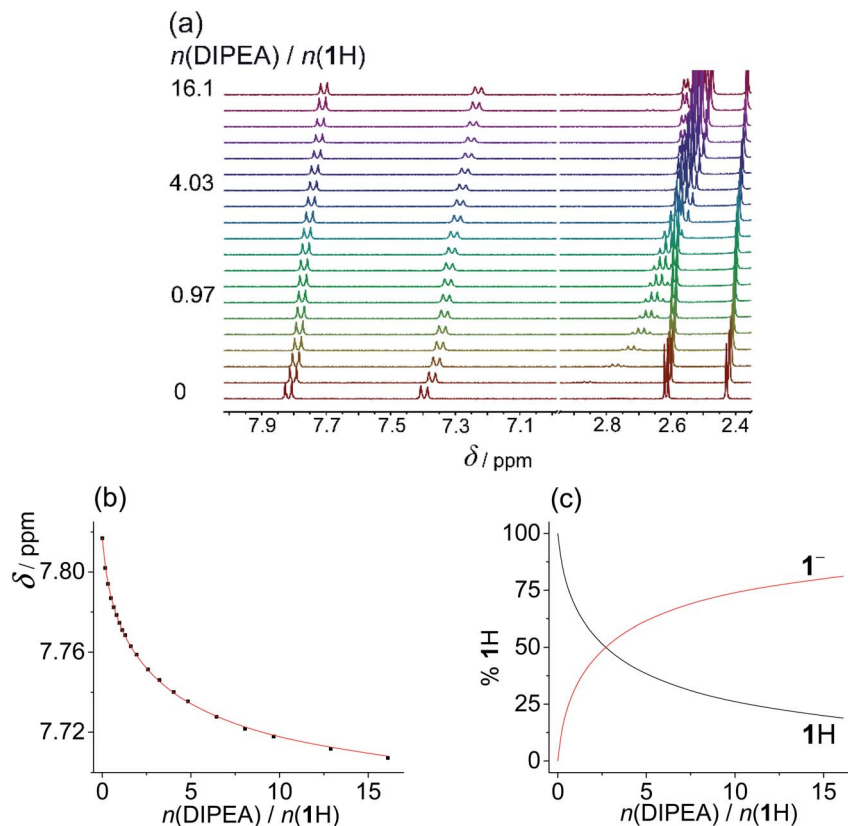 (a)
n(DIPEA) / n(1H)
16.1
4.03
0.97
0
7.9 7.7 7.5 7.3 7.1 2.8 2.6 2.4
δ / ppm
(b)
δ / ppm
7.80
7.76
7.72
0 5 10 15
n(DIPEA) / n(1H)
(c)
% 1H
100
75
50
25
0
1⁻
1H
0 5 10 15
n(DIPEA) / n(1H)